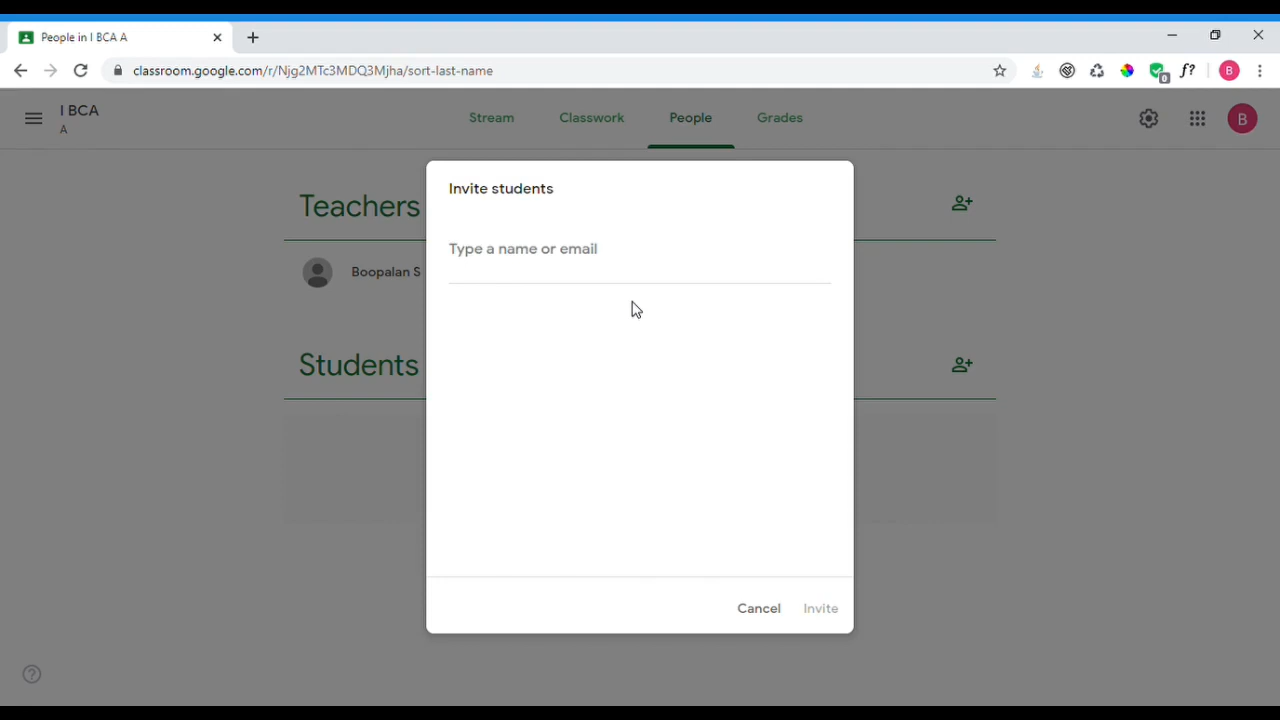 People in I BCA A
classroom.google.com/r/Njg2MTc3MDQ3Mjha/sort-last-name
0
f?
B
I BCA
A
Stream
Classwork
People
Grades
B
Invite students
Teachers
Type a name or email
Boopalan S
Students
Cancel
Invite
?